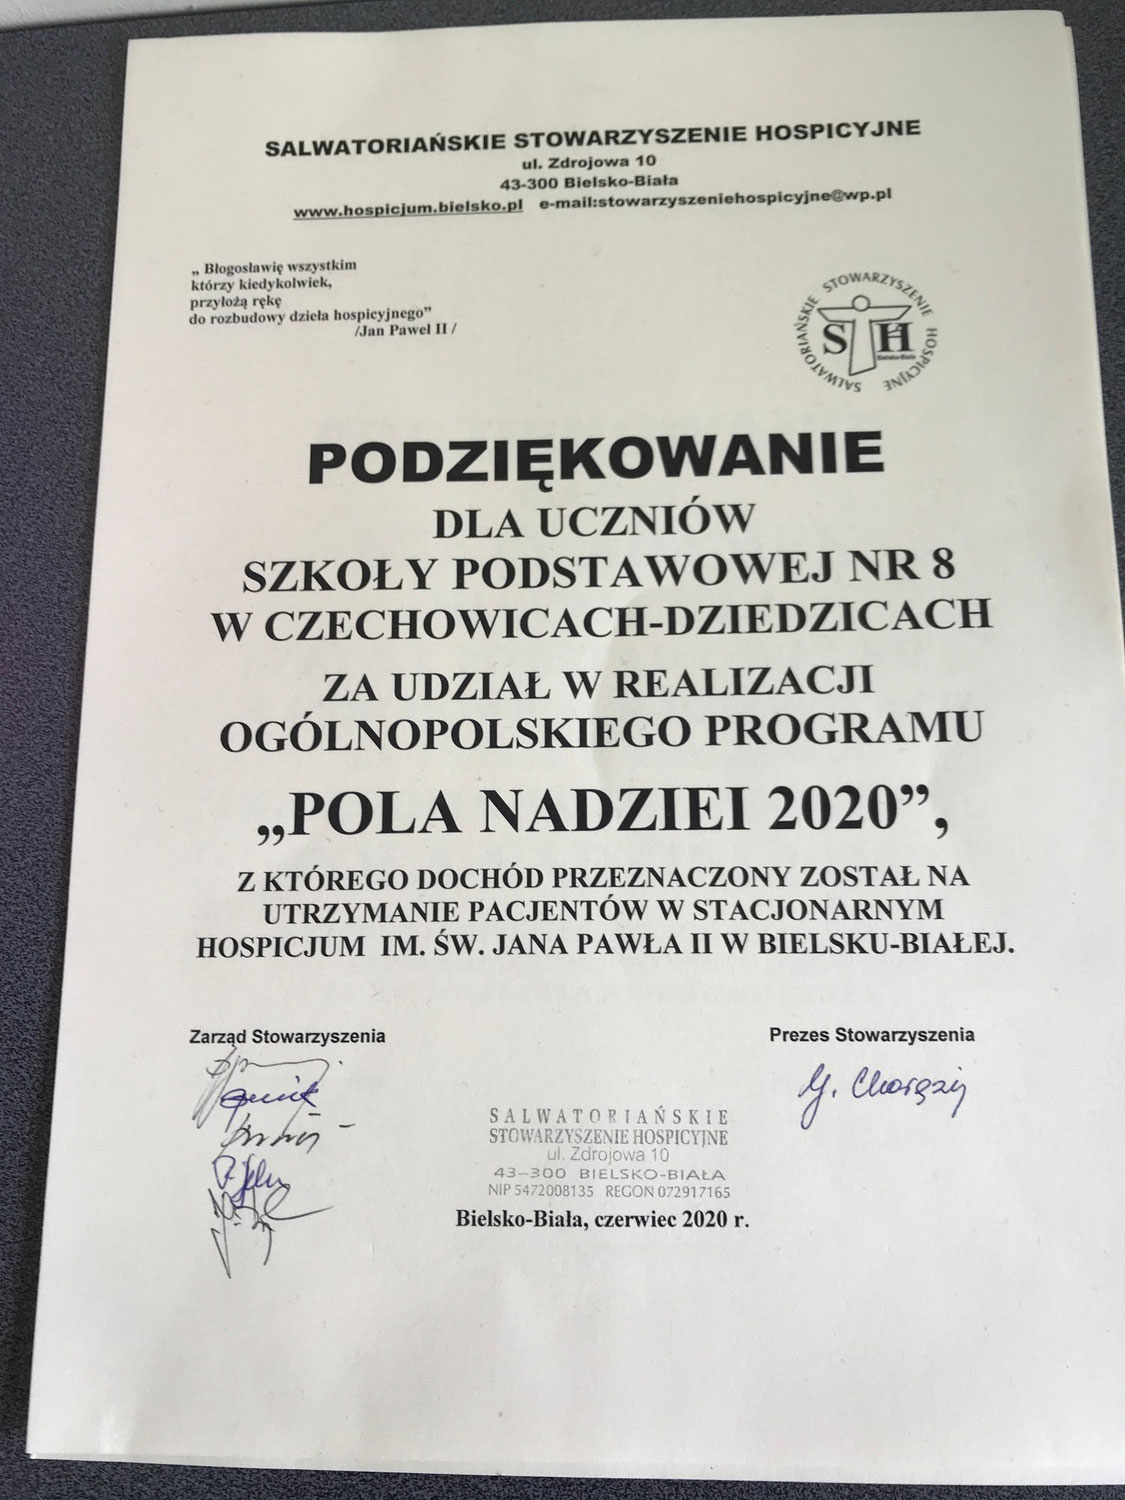 SALWATORIAŃSKIE STOWARZYSZENIE HOSPICYJNE
ul. Zdrojowa 10
43-300 Bielsko-Biała
www.hospicjum.bielsko.pl e-mail:stowarzyszeniehospicyjne@wp.pl
„ Błogosławię wszystkim
którzy kiedykolwiek,
przyłożą rękę
do rozbudowy dzieła hospicyjnego”
/Jan Paweł II /
SALWATORIAŃSKIE STOWARZYSZENIE HOSPICYJNE
S H
Bielsko-Biała
PODZIĘKOWANIE
DLA UCZNIÓW
SZKOŁY PODSTAWOWEJ NR 8
W CZECHOWICACH-DZIEDZICACH
ZA UDZIAŁ W REALIZACJI
OGÓLNOPOLSKIEGO PROGRAMU
„POLA NADZIEI 2020”,
Z KTÓREGO DOCHÓD PRZEZNACZONY ZOSTAŁ NA
UTRZYMANIE PACJENTÓW W STACJONARNYM
HOSPICJUM IM. ŚW. JANA PAWŁA II W BIELSKU-BIAŁEJ.
Zarząd Stowarzyszenia
Prezes Stowarzyszenia
G. Chorąży
SALWATORIAŃSKIE
STOWARZYSZENIE HOSPICYJNE
ul. Zdrojowa 10
43–300 BIELSKO-BIAŁA
NIP 5472008135 REGON 072917165
Bielsko-Biała, czerwiec 2020 r.